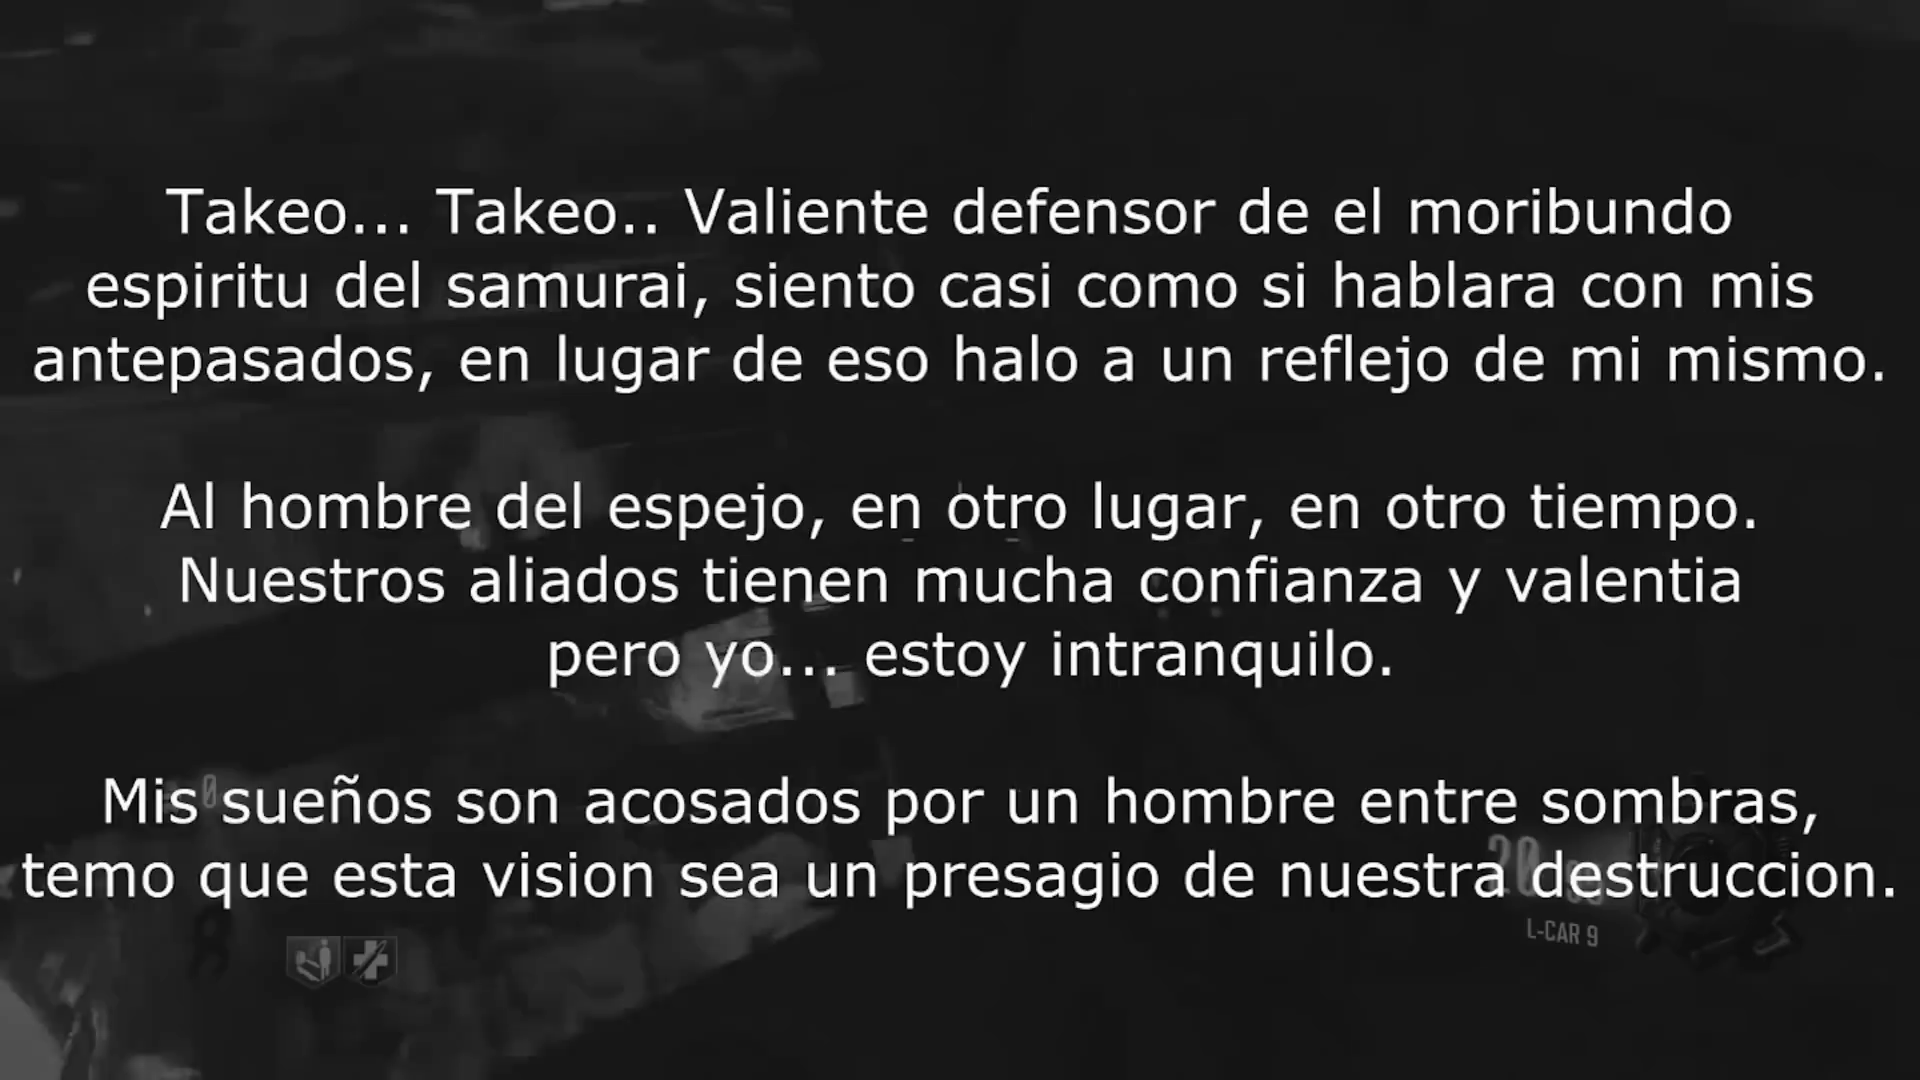 Takeo... Takeo.. Valiente defensor de el moribundo
espiritu del samurai, siento casi como si hablara con mis
antepasados, en lugar de eso halo a un reflejo de mi mismo.
Al hombre del espejo, en otro lugar, en otro tiempo.
Nuestros aliados tienen mucha confianza y valentia
pero yo... estoy intranquilo.
Mis sueños son acosados por un hombre entre sombras,
temo que esta vision sea un presagio de nuestra destruccion.
20
L-CAR 9